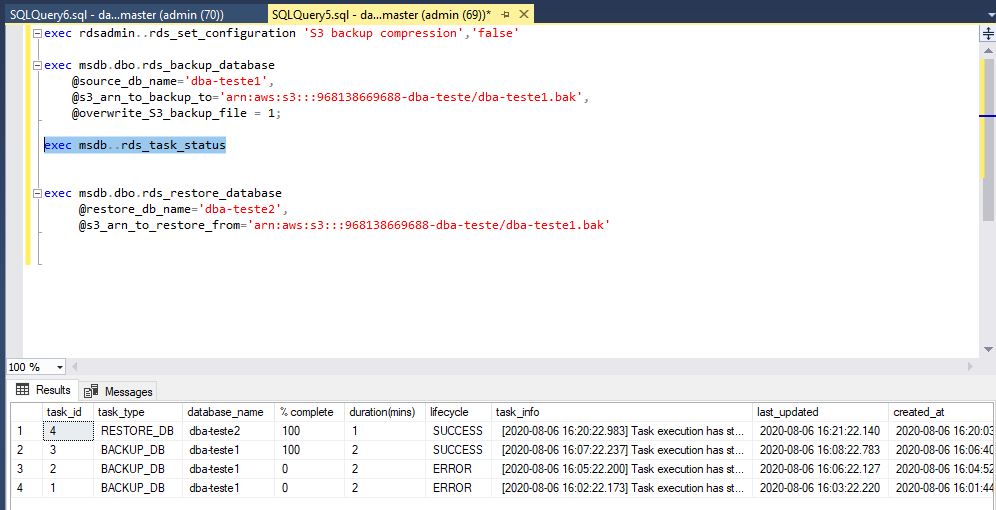 SQLQuery6.sql - da...master (admin (70))
SQLQuery5.sql - da...master (admin (69))*
exec rdsadmin..rds_set_configuration 'S3 backup compression','false'
exec msdb.dbo.rds_backup_database
@source_db_name='dba-teste1',
@s3_arn_to_backup_to='arn:aws:s3:::968138669688-dba-teste/dba-teste1.bak',
@overwrite_S3_backup_file = 1;
exec msdb..rds_task_status
exec msdb.dbo.rds_restore_database
@restore_db_name='dba-teste2',
@s3_arn_to_restore_from='arn:aws:s3:::968138669688-dba-teste/dba-teste1.bak'
100 %
Results Messages
task_id task_type database_name % complete duration(mins) lifecycle task_info last_updated created_at
1 4 RESTORE_DB dba-teste2 100 1 SUCCESS [2020-08-06 16:20:22.983] Task execution has st... 2020-08-06 16:21:22.140 2020-08-06 16:20:03
2 3 BACKUP_DB dba-teste1 100 2 SUCCESS [2020-08-06 16:07:22.237] Task execution has st... 2020-08-06 16:08:22.783 2020-08-06 16:06:40
3 2 BACKUP_DB dba-teste1 0 2 ERROR [2020-08-06 16:05:22.200] Task execution has st... 2020-08-06 16:06:22.127 2020-08-06 16:04:52
4 1 BACKUP_DB dba-teste1 0 2 ERROR [2020-08-06 16:02:22.173] Task execution has st... 2020-08-06 16:03:22.220 2020-08-06 16:01:44